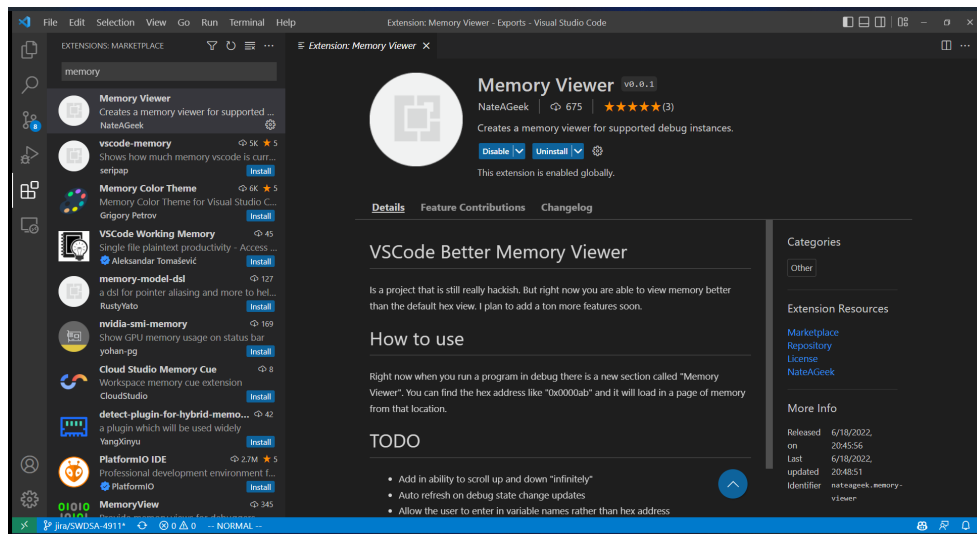 File Edit Selection View Go Run Terminal Help
Extension: Memory Viewer - Exports - Visual Studio Code
EXTENSIONS: MARKETPLACE
memory
Memory Viewer
Creates a memory viewer for supported ...
NateAGeek
vscode-memory 5K 5
Shows how much memory vscode is curr...
seripap Install
Memory Color Theme 6K 5
Memory Color Theme for Visual Studio C...
Grigory Petrov Install
VSCode Working Memory 45
Single file plaintext productivity - Access ...
Aleksandar Tomašević Install
memory-model-dsl 127
a dsl for pointer aliasing and more to hel...
RustyYato Install
nvidia-smi-memory 169
Show GPU memory usage on status bar
yohan-pg Install
Cloud Studio Memory Cue 8
Workspace memory cue extension
CloudStudio Install
detect-plugin-for-hybrid-memo... 42
a plugin which will be used widely
YangXinyu Install
PlatformIO IDE 2.7M 5
Professional development environment f...
PlatformIO Install
MemoryView 345
Extension: Memory Viewer
Memory Viewer v0.0.1
NateAGeek 675 (3)
Creates a memory viewer for supported debug instances.
Disable Uninstall
This extension is enabled globally.
Details Feature Contributions Changelog
VSCode Better Memory Viewer
Is a project that is still really hackish. But right now you are able to view memory better
than the default hex view. I plan to add a ton more features soon.
How to use
Right now when you run a program in debug there is a new section called "Memory
Viewer". You can find the hex address like "0x0000ab" and it will load in a page of memory
from that location.
TODO
• Add in ability to scroll up and down "infinitely"
• Auto refresh on debug state change updates
• Allow the user to enter in variable names rather than hex address
Categories
Other
Extension Resources
Marketplace
Repository
License
NateAGeek
More Info
Released on 6/18/2022, 20:45:56
Last updated 6/18/2022, 20:48:51
Identifier nateageek.memory-viewer
8
jira/SWDSA-4911* 0 0 -- NORMAL --